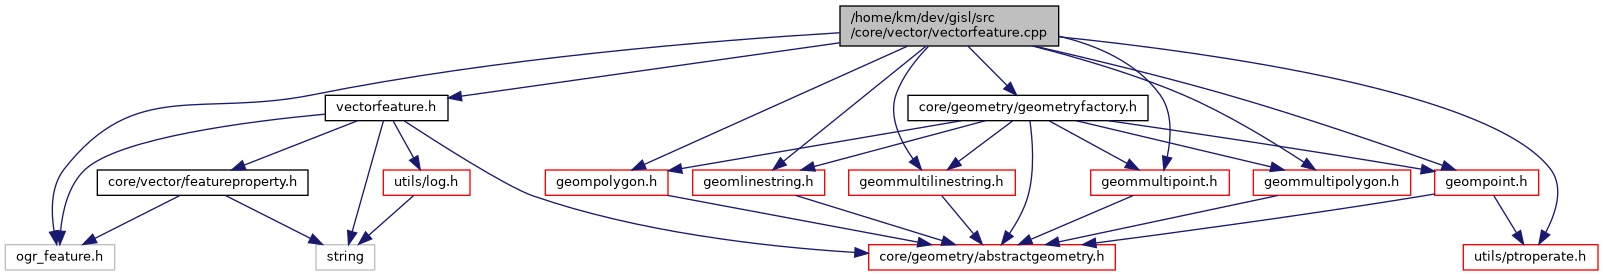 /home/km/dev/gisl/src
/core/vector/vectorfeature.cpp
vectorfeature.h
core/geometry/geometryfactory.h
core/vector/featureproperty.h
utils/log.h
geompolygon.h
geomlinestring.h
geommultilinestring.h
geommultipoint.h
geommultipolygon.h
geompoint.h
ogr_feature.h
string
core/geometry/abstractgeometry.h
utils/ptroperate.h